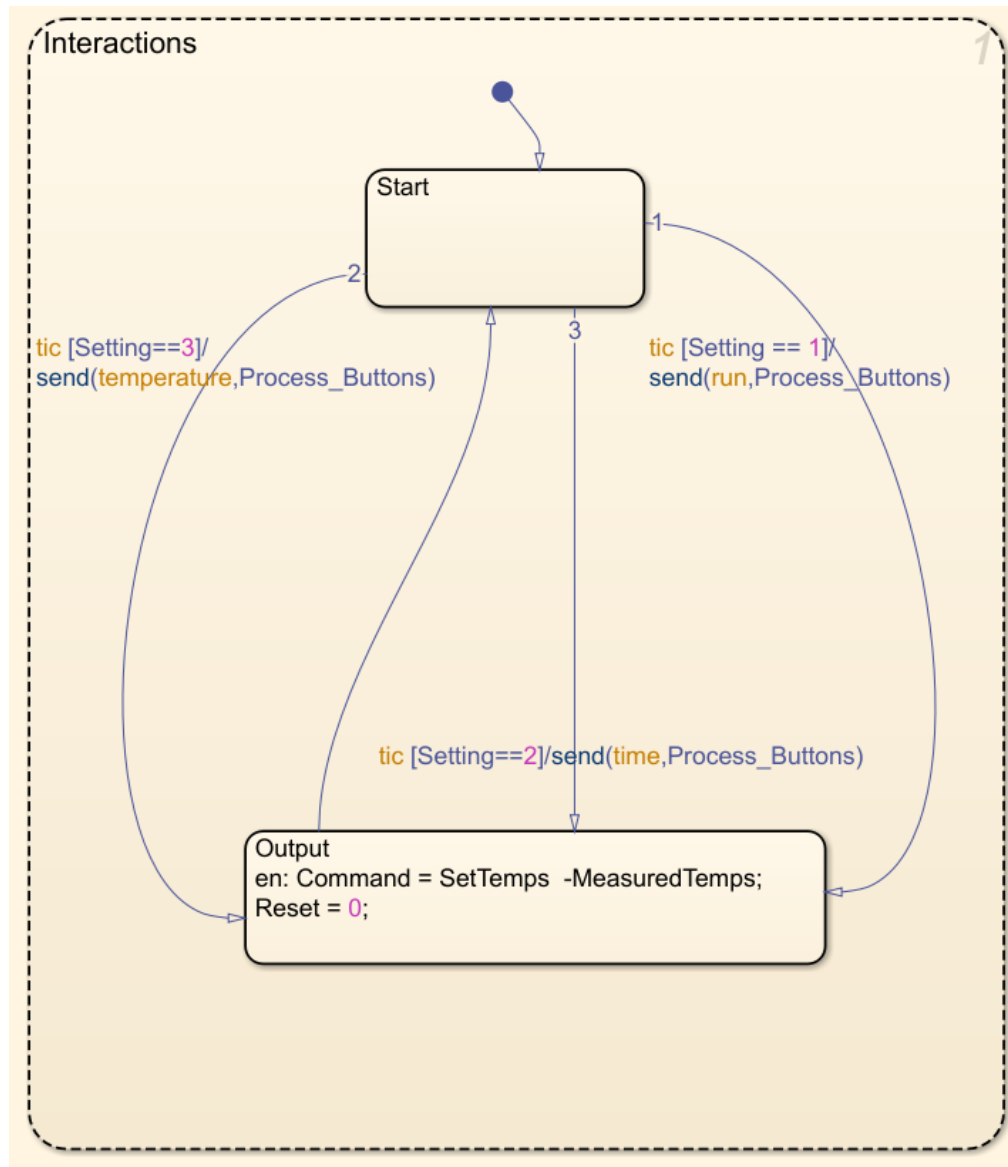 Interactions
1
Start
1
2
3
tic [Setting==3]/
send(temperature,Process_Buttons)
tic [Setting == 1]/
send(run,Process_Buttons)
tic [Setting==2]/send(time,Process_Buttons)
Output
en: Command = SetTemps  -MeasuredTemps;
Reset = 0;